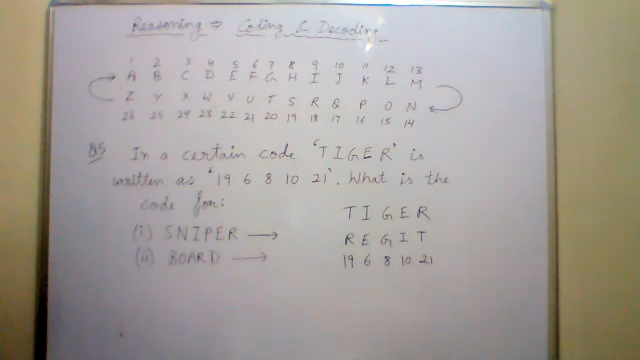 Reasoning ⇒ Coding & Decoding
1 2 3 4 5 6 7 8 9 10 11 12 13
A B C D E F G H I J K L M
Z Y X W V U T S R Q P O N
26 25 24 23 22 21 20 19 18 17 16 15 14
Q5 In a certain code 'TIGER' is
written as '19 6 8 10 21'. What is the
code for:
(i) SNIPER →
(ii) BOARD →
T I G E R
R E G I T
19 6 8 10 21